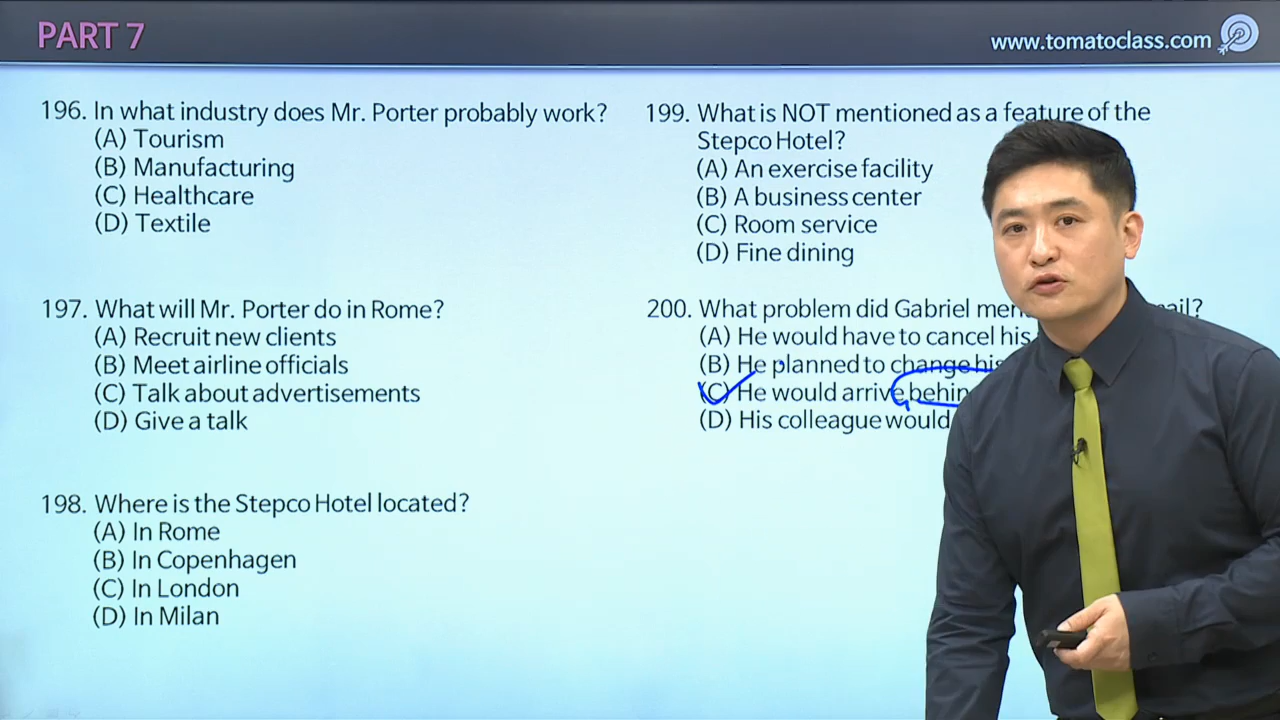 PART 7
www.tomatoclass.com
196. In what industry does Mr. Porter probably work?
(A) Tourism
(B) Manufacturing
(C) Healthcare
(D) Textile
197. What will Mr. Porter do in Rome?
(A) Recruit new clients
(B) Meet airline officials
(C) Talk about advertisements
(D) Give a talk
198. Where is the Stepco Hotel located?
(A) In Rome
(B) In Copenhagen
(C) In London
(D) In Milan
199. What is NOT mentioned as a feature of the
Stepco Hotel?
(A) An exercise facility
(B) A business center
(C) Room service
(D) Fine dining
200. What problem did Gabriel
(A) He would have to cancel his
(B) He planned to change his
(C) He would arrive
(D) His colleague would